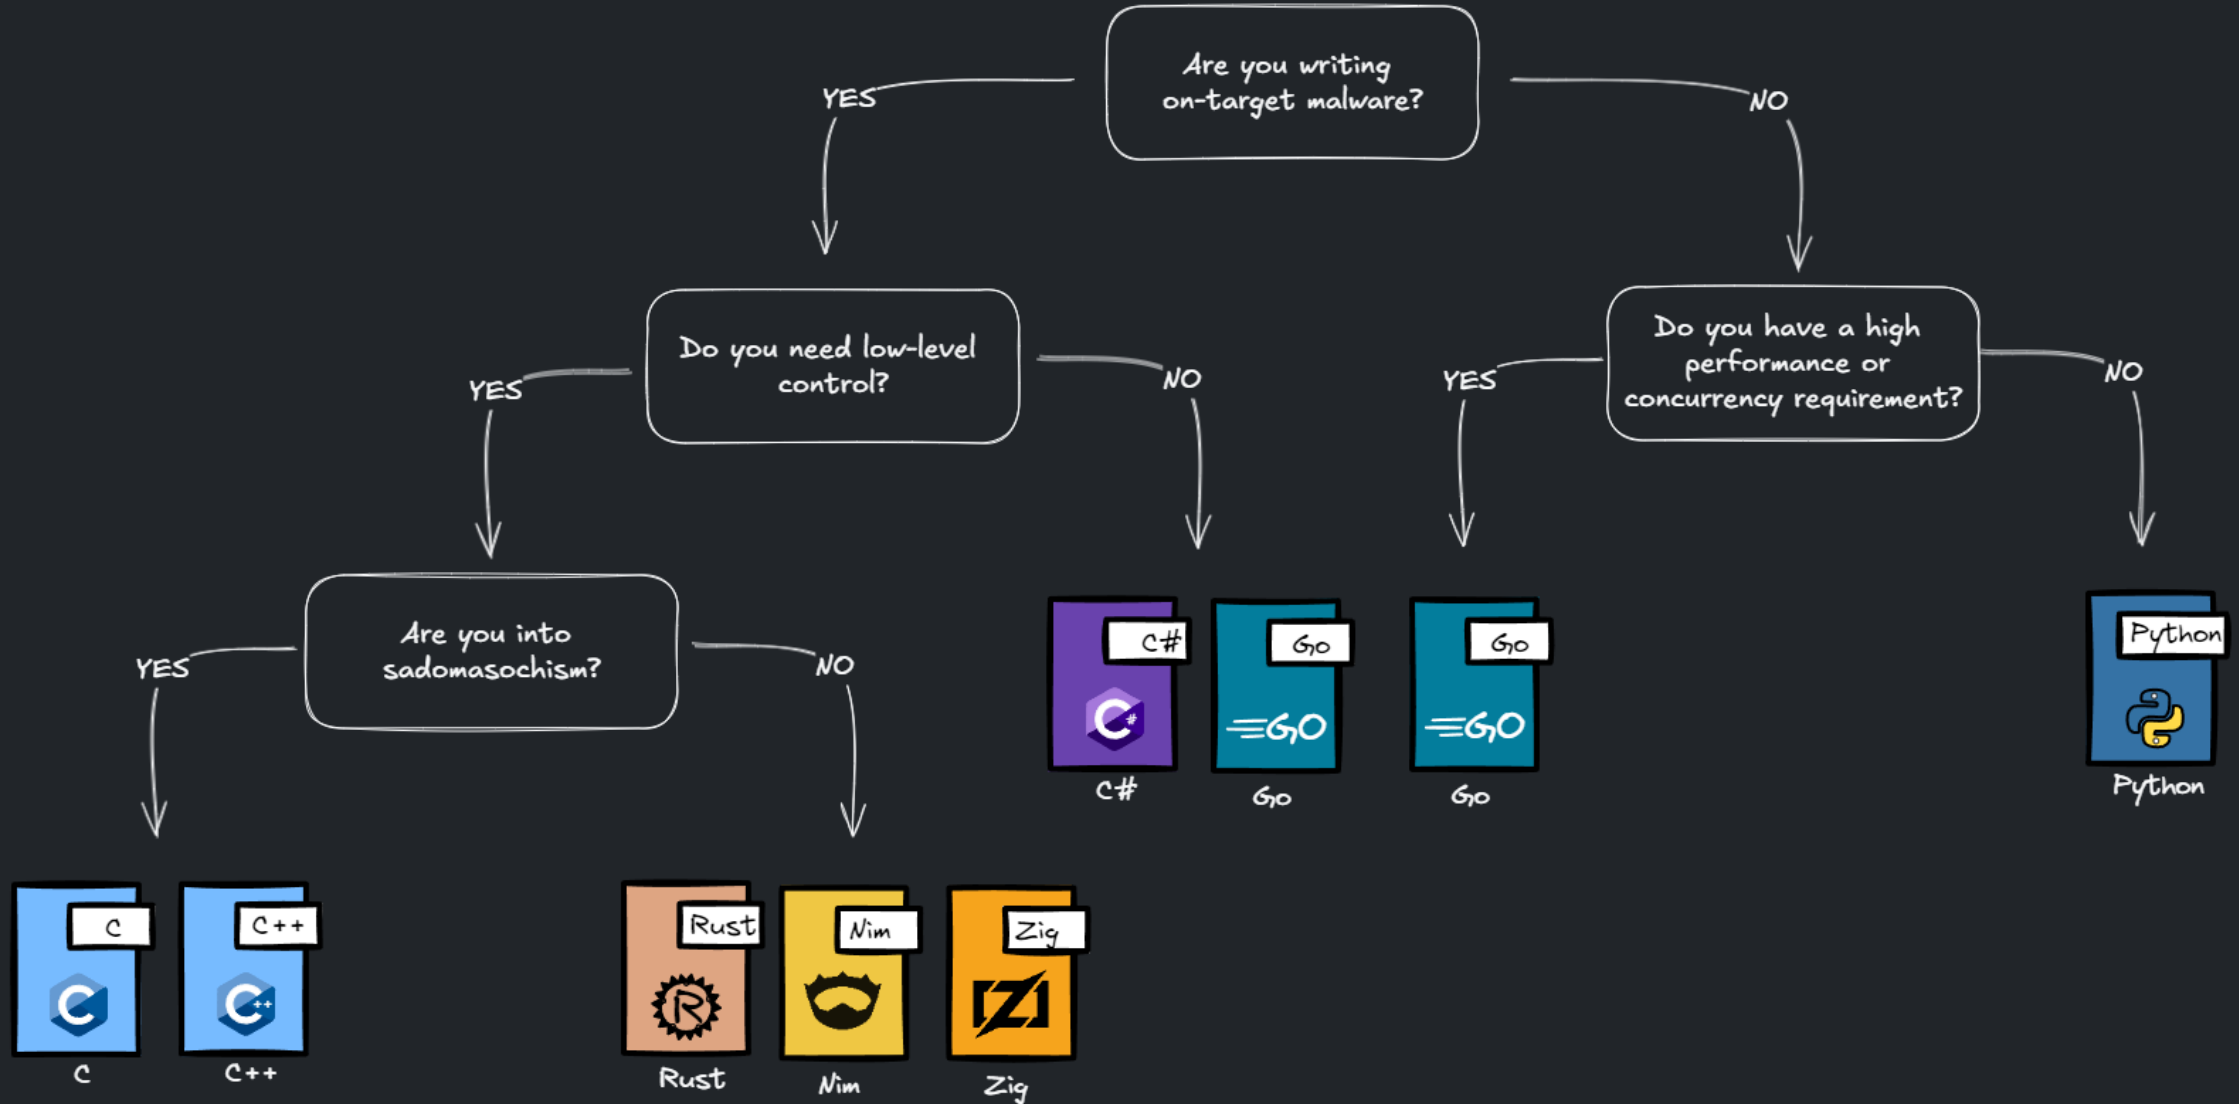 Are you writing
on-target malware?
YES
NO
Do you need low-level
control?
YES
NO
Do you have a high
performance or
concurrency requirement?
YES
NO
Are you into
sadomasochism?
YES
NO
C#
C#
C#
Go
GO
Go
Go
GO
Go
Python
Python
C
C
C
C++
C++
C++
Rust
R
Rust
Nim
Nim
Zig
Z
Zig